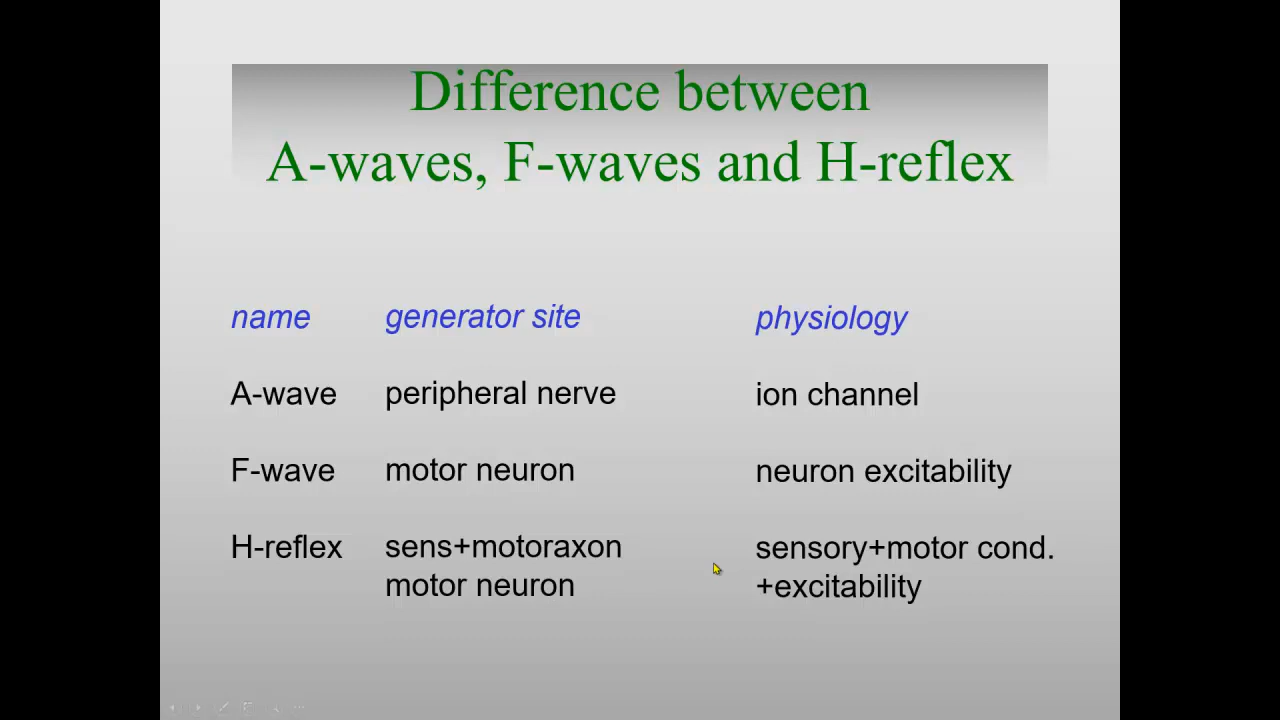 Difference between
A-waves, F-waves and H-reflex
name generator site physiology
A-wave peripheral nerve ion channel
F-wave motor neuron neuron excitability
H-reflex sens+motoraxon sensory+motor cond.
motor neuron +excitability